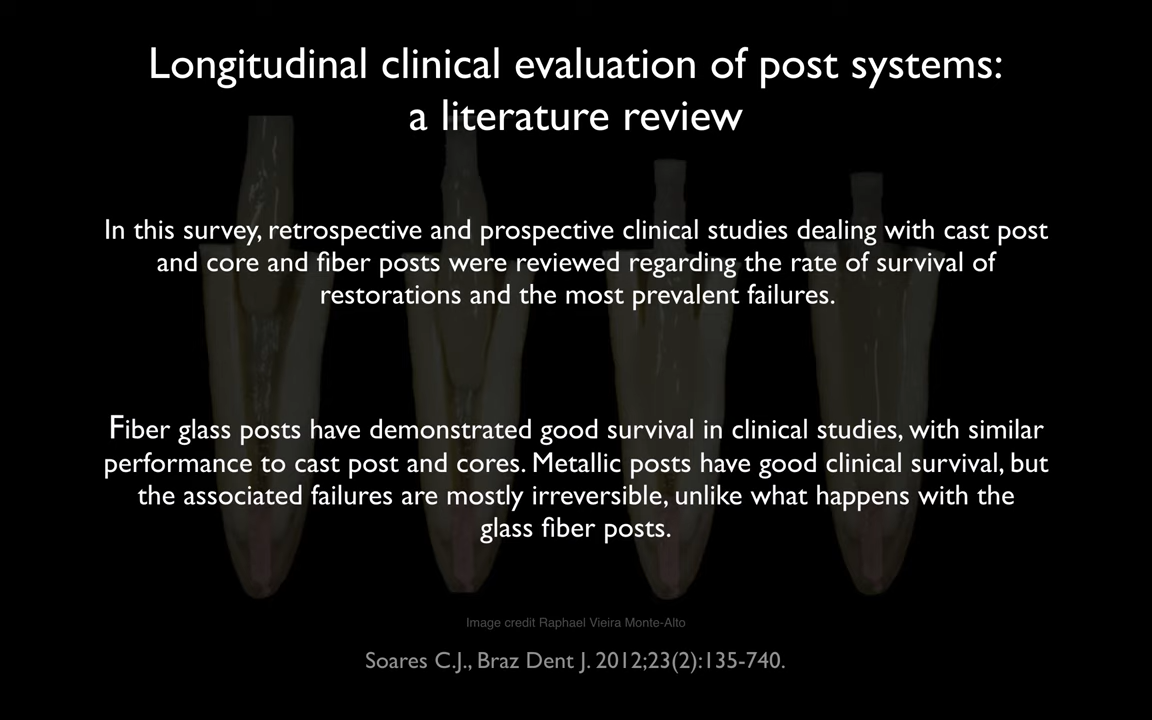 Longitudinal clinical evaluation of post systems:
a literature review
In this survey, retrospective and prospective clinical studies dealing with cast post
and core and fiber posts were reviewed regarding the rate of survival of
restorations and the most prevalent failures.
Fiber glass posts have demonstrated good survival in clinical studies, with similar
performance to cast post and cores. Metallic posts have good clinical survival, but
the associated failures are mostly irreversible, unlike what happens with the
glass fiber posts.
Image credit Raphael Vieira Monte-Alto
Soares C.J., Braz Dent J. 2012;23(2):135-740.